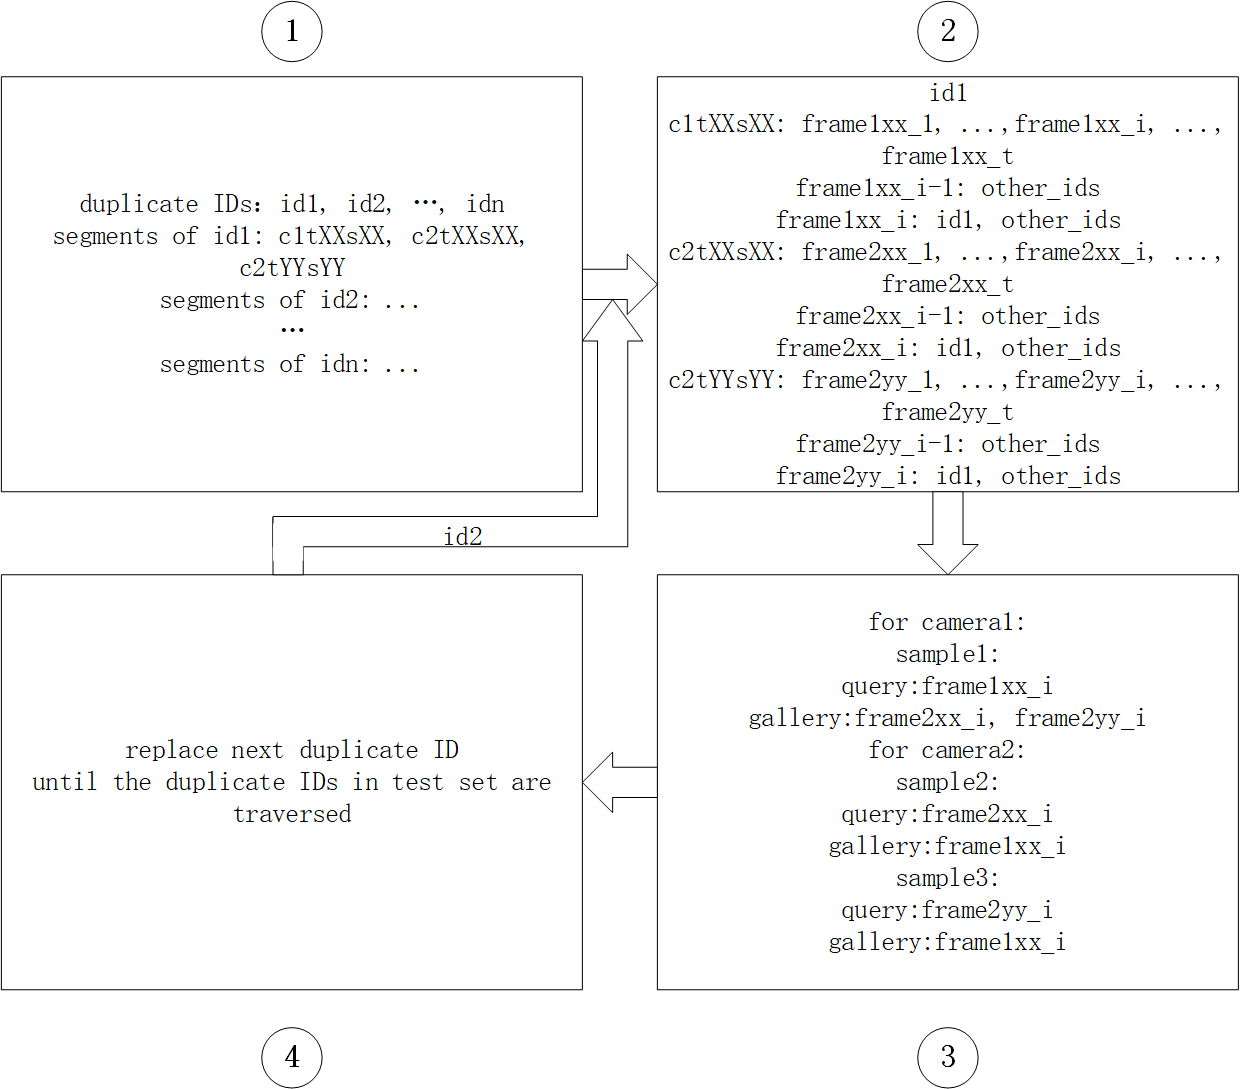 1
duplicate IDs: id1, id2, …, idn
segments of id1: c1tXXsXX, c2tXXsXX,
c2tYYsYY
segments of id2: ...
…
segments of idn: ...
2
id1
c1tXXsXX: frame1xx_1, ...,frame1xx_i, ...,
frame1xx_t
frame1xx_i-1: other_ids
frame1xx_i: id1, other_ids
c2tXXsXX: frame2xx_1, ...,frame2xx_i, ...,
frame2xx_t
frame2xx_i-1: other_ids
frame2xx_i: id1, other_ids
c2tYYsYY: frame2yy_1, ...,frame2yy_i, ...,
frame2yy_t
frame2yy_i-1: other_ids
frame2yy_i: id1, other_ids
for camera1:
sample1:
query:frame1xx_i
gallery:frame2xx_i, frame2yy_i
for camera2:
sample2:
query:frame2xx_i
gallery:frame1xx_i
sample3:
query:frame2yy_i
gallery:frame1xx_i
3
replace next duplicate ID
until the duplicate IDs in test set are
traversed
4
id2